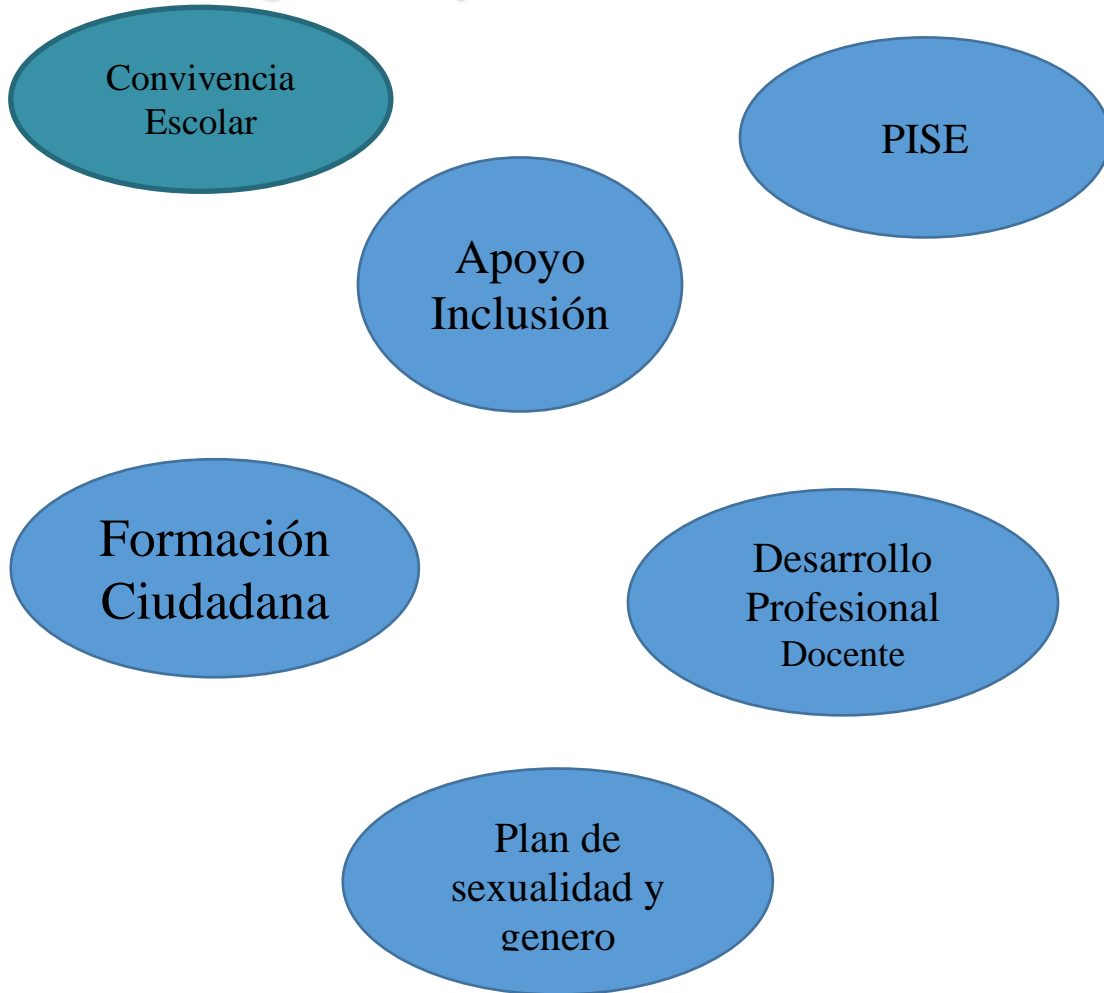 Convivencia
Escolar
PISE
Apoyo
Inclusión
Formación
Ciudadana
Desarrollo
Profesional
Docente
Plan de
sexualidad y
genero